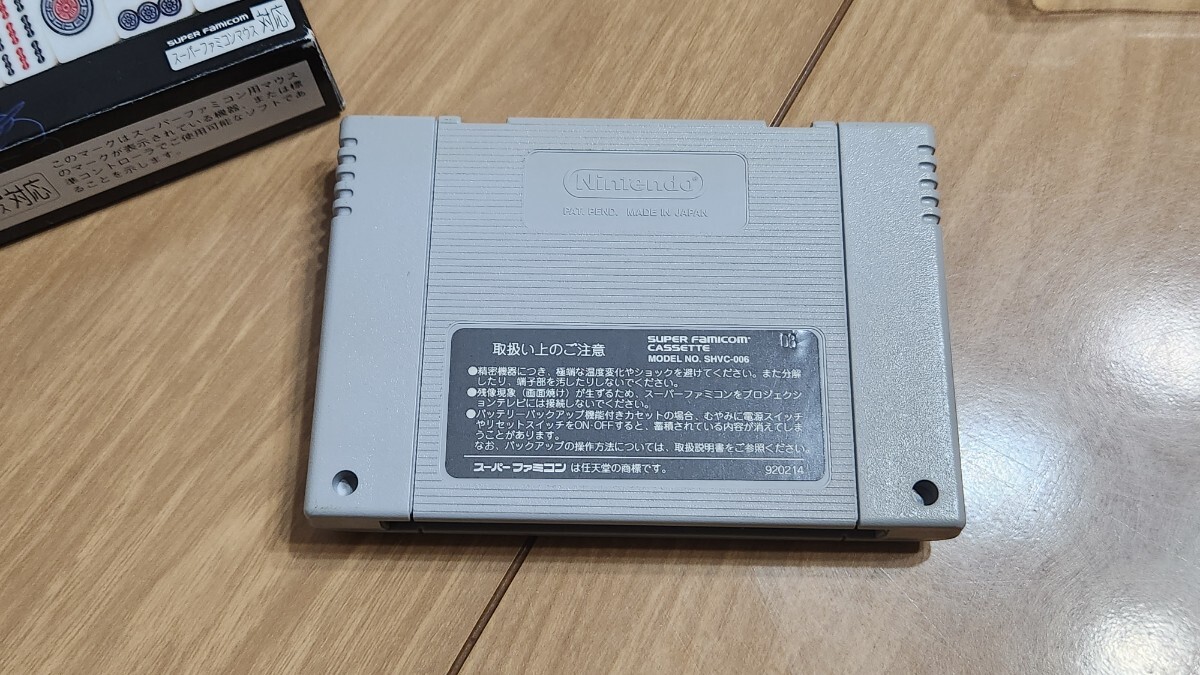 SUPER FAMICOM
スーパーファミコンマウス
対
このマークはスーパーファミコン用マウス
のマークが表示されている機器、または標
準コントローラでご使用可能なソフトであ
ることを示します。
対
ス
Nintendo®
PAT. PEND. MADE IN JAPAN
取扱い上のご注意
SUPER FAMICOM
CASSETTE
MODEL NO. SHVC-006
●精密機器につき、極端な温度変化やショックを避けてください。また分解
したり、端子部を汚したりしないでください。
●残像現象(画面焼け)が生ずるため、スーパーファミコンをプロジェクシ
ョンテレビには接続しないでください。
●バッテリーバックアップ機能付きカセットの場合、むやみに電源スイッチ
やリセットスイッチをON・OFFすると、蓄積されている内容が消えてしま
うことがあります。
なお、バックアップの操作方法については、取扱説明書をご参照ください。
スーパーファミコンは任天堂の商標です。
920214